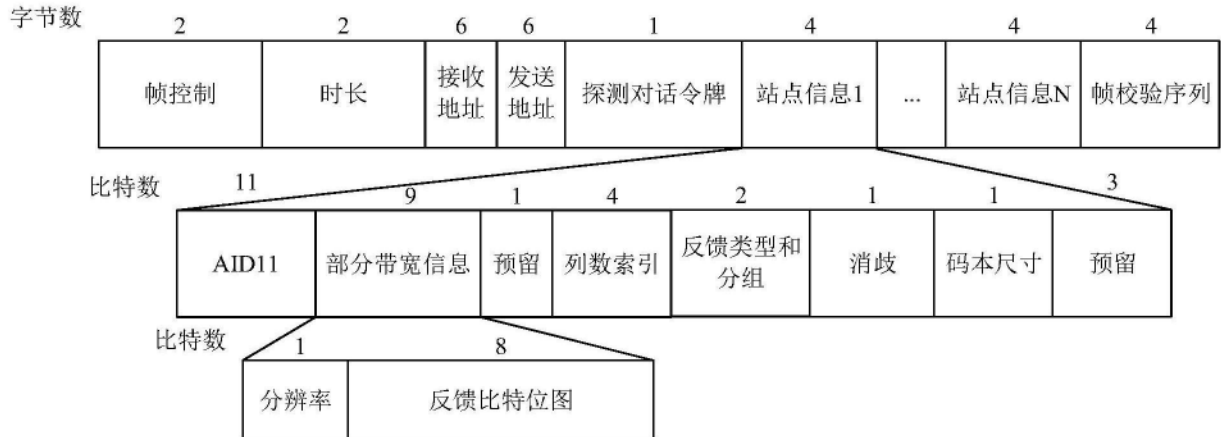 字节数
2 2 6 6 1 4 4 4
帧控制 时长 接收地址 发送地址 探测对话令牌 站点信息1 ... 站点信息N 帧校验序列
比特数
11 9 1 4 2 1 1 3
AID11 部分带宽信息 预留 列数索引 反馈类型和分组 消歧 码本尺寸 预留
比特数
1 8
分辨率 反馈比特位图